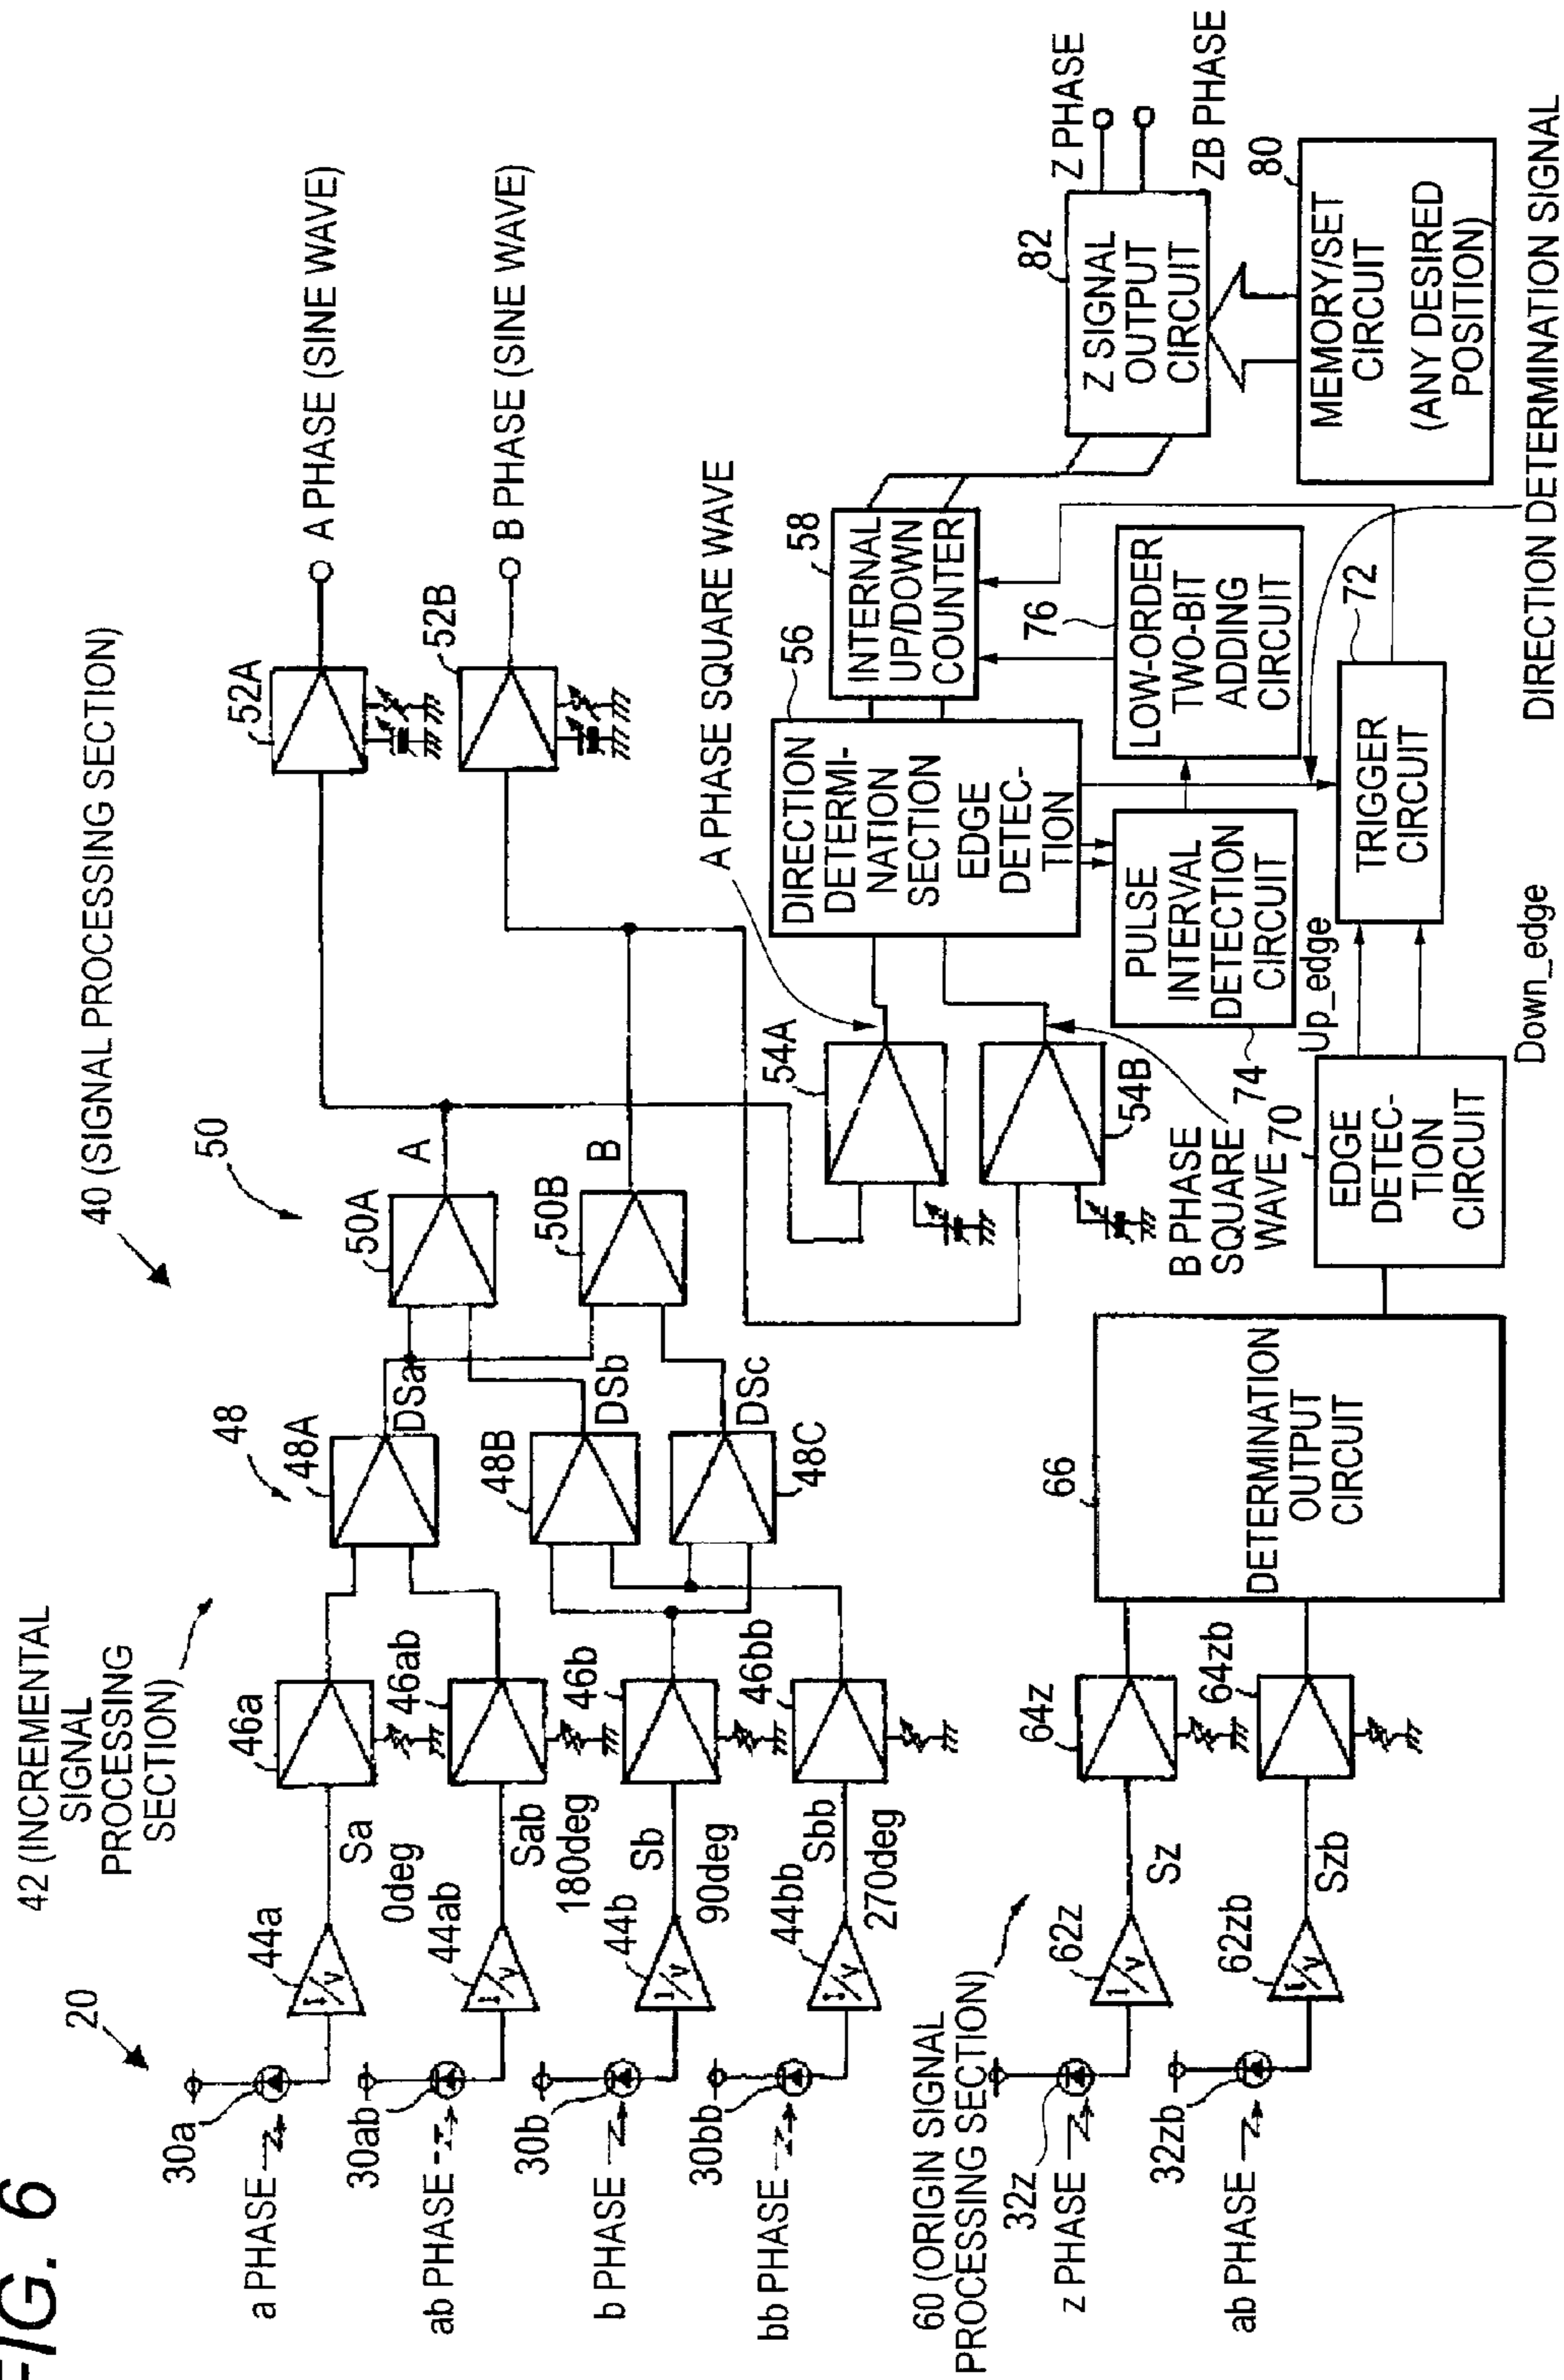 FIG. 6
40 (SIGNAL PROCESSING SECTION)
42 (INCREMENTAL
SIGNAL
PROCESSING
SECTION)
20
30a
a PHASE
44a
I/V
Sa
0deg
46a
30ab
ab PHASE
44ab
I/V
Sab
180deg
46ab
30b
b PHASE
44b
I/V
Sb
90deg
46b
30bb
bb PHASE
44bb
I/V
Sbb
270deg
46bb
48
48A
DSa
48B
DSb
48C
DSc
50
50A
A
50B
B
52A
A PHASE (SINE WAVE)
52B
B PHASE (SINE WAVE)
54A
A PHASE SQUARE WAVE
54B
B PHASE
SQUARE
WAVE
56
DIRECTION
DETERMI-
NATION
SECTION
EDGE
DETEC-
TION
58
INTERNAL
UP/DOWN
COUNTER
74
PULSE
INTERVAL
DETECTION
CIRCUIT
76
LOW-ORDER
TWO-BIT
ADDING
CIRCUIT
82
Z SIGNAL
OUTPUT
CIRCUIT
Z PHASE
ZB PHASE
80
MEMORY/SET
CIRCUIT
(ANY DESIRED
POSITION)
60 (ORIGIN SIGNAL
PROCESSING SECTION)
32z
z PHASE
62z
I/V
Sz
64z
32zb
ab PHASE
62zb
I/V
Szb
64zb
66
DETERMINATION
OUTPUT
CIRCUIT
70
EDGE
DETEC-
TION
CIRCUIT
Up_edge
Down_edge
72
TRIGGER
CIRCUIT
DIRECTION DETERMINATION SIGNAL